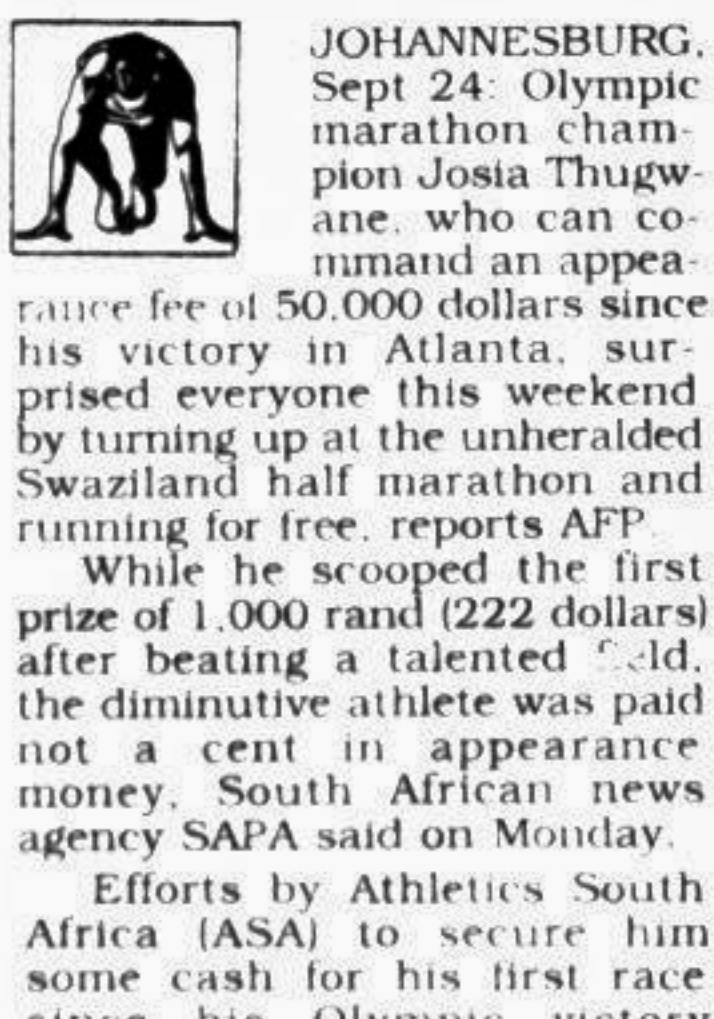 JOHANNESBURG,
Sept 24: Olympic
marathon cham-
pion Josia Thugw-
ane, who can co-
mmand an appea-
rance fee of 50,000 dollars since
his victory in Atlanta, sur-
prised everyone this weekend
by turning up at the unheralded
Swaziland half marathon and
running for free, reports AFP.
While he scooped the first
prize of 1,000 rand (222 dollars)
after beating a talented field,
the diminutive athlete was paid
not a cent in appearance
money, South African news
agency SAPA said on Monday.
Efforts by Athletics South
Africa (ASA) to secure him
some cash for his first race
since his Olympic victory